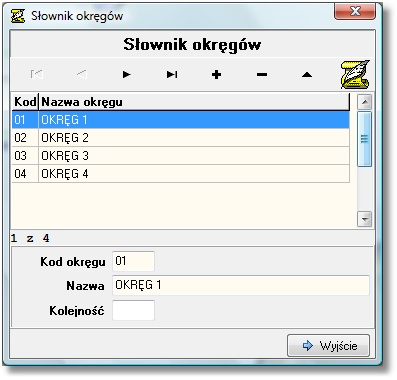 Słownik okręgów
Słownik okręgów
Kod Nazwa okręgu
01 OKRĘG 1
02 OKRĘG 2
03 OKRĘG 3
04 OKRĘG 4
1 z 4
Kod okręgu 01
Nazwa OKRĘG 1
Kolejność
Wyjście